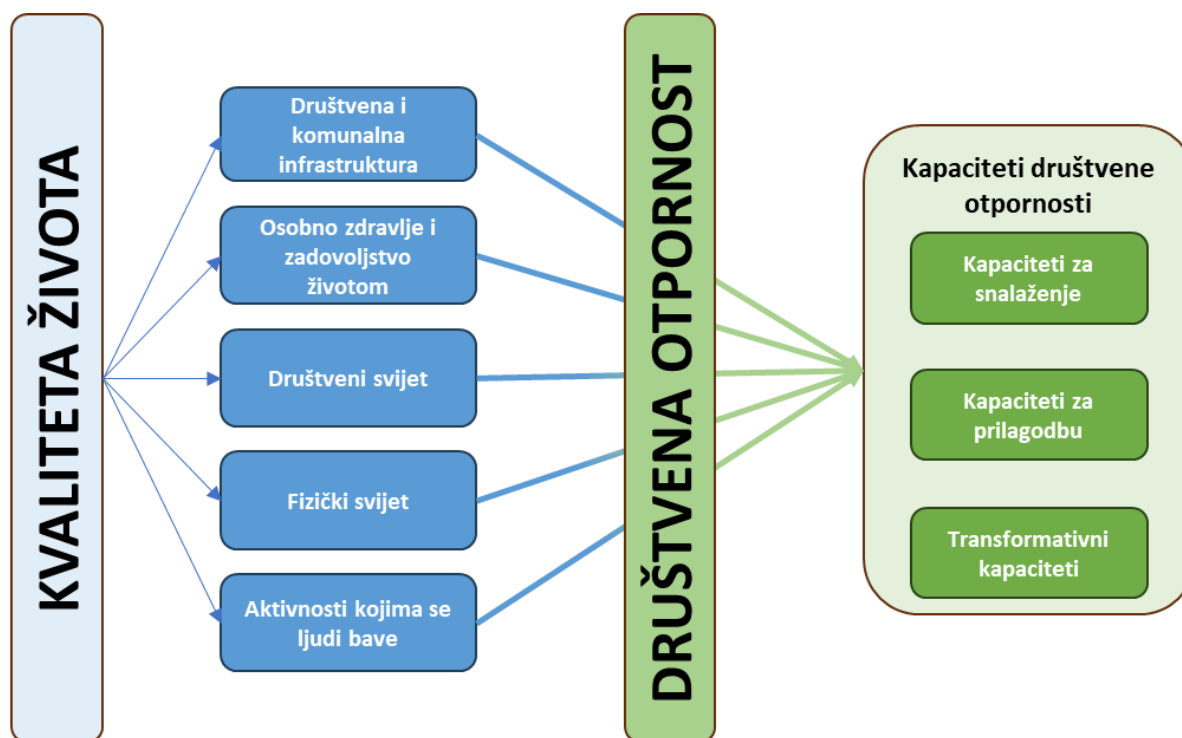 KVALITETA ŽIVOTA
Društvena i
komunalna
infrastruktura
Osobno zdravlje i
zadovoljstvo
životom
Društveni svijet
Fizički svijet
Aktivnosti kojima se
ljudi bave
DRUŠTVENA OTPORNOST
Kapaciteti društvene
otpornosti
Kapaciteti za
snalaženje
Kapaciteti za
prilagodbu
Transformativni
kapaciteti